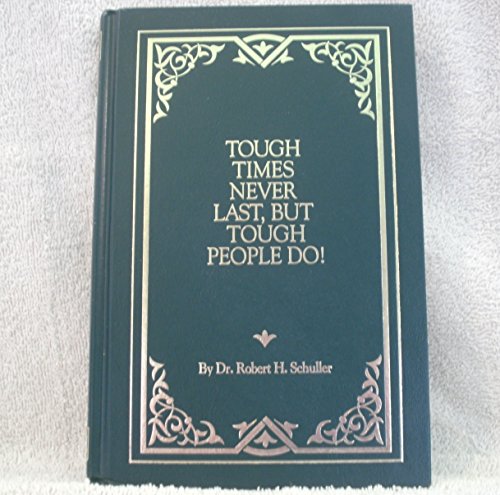 TOUGH
TIMES
NEVER
LAST, BUT
TOUGH
PEOPLE DO!
By Dr. Robert H. Schuller